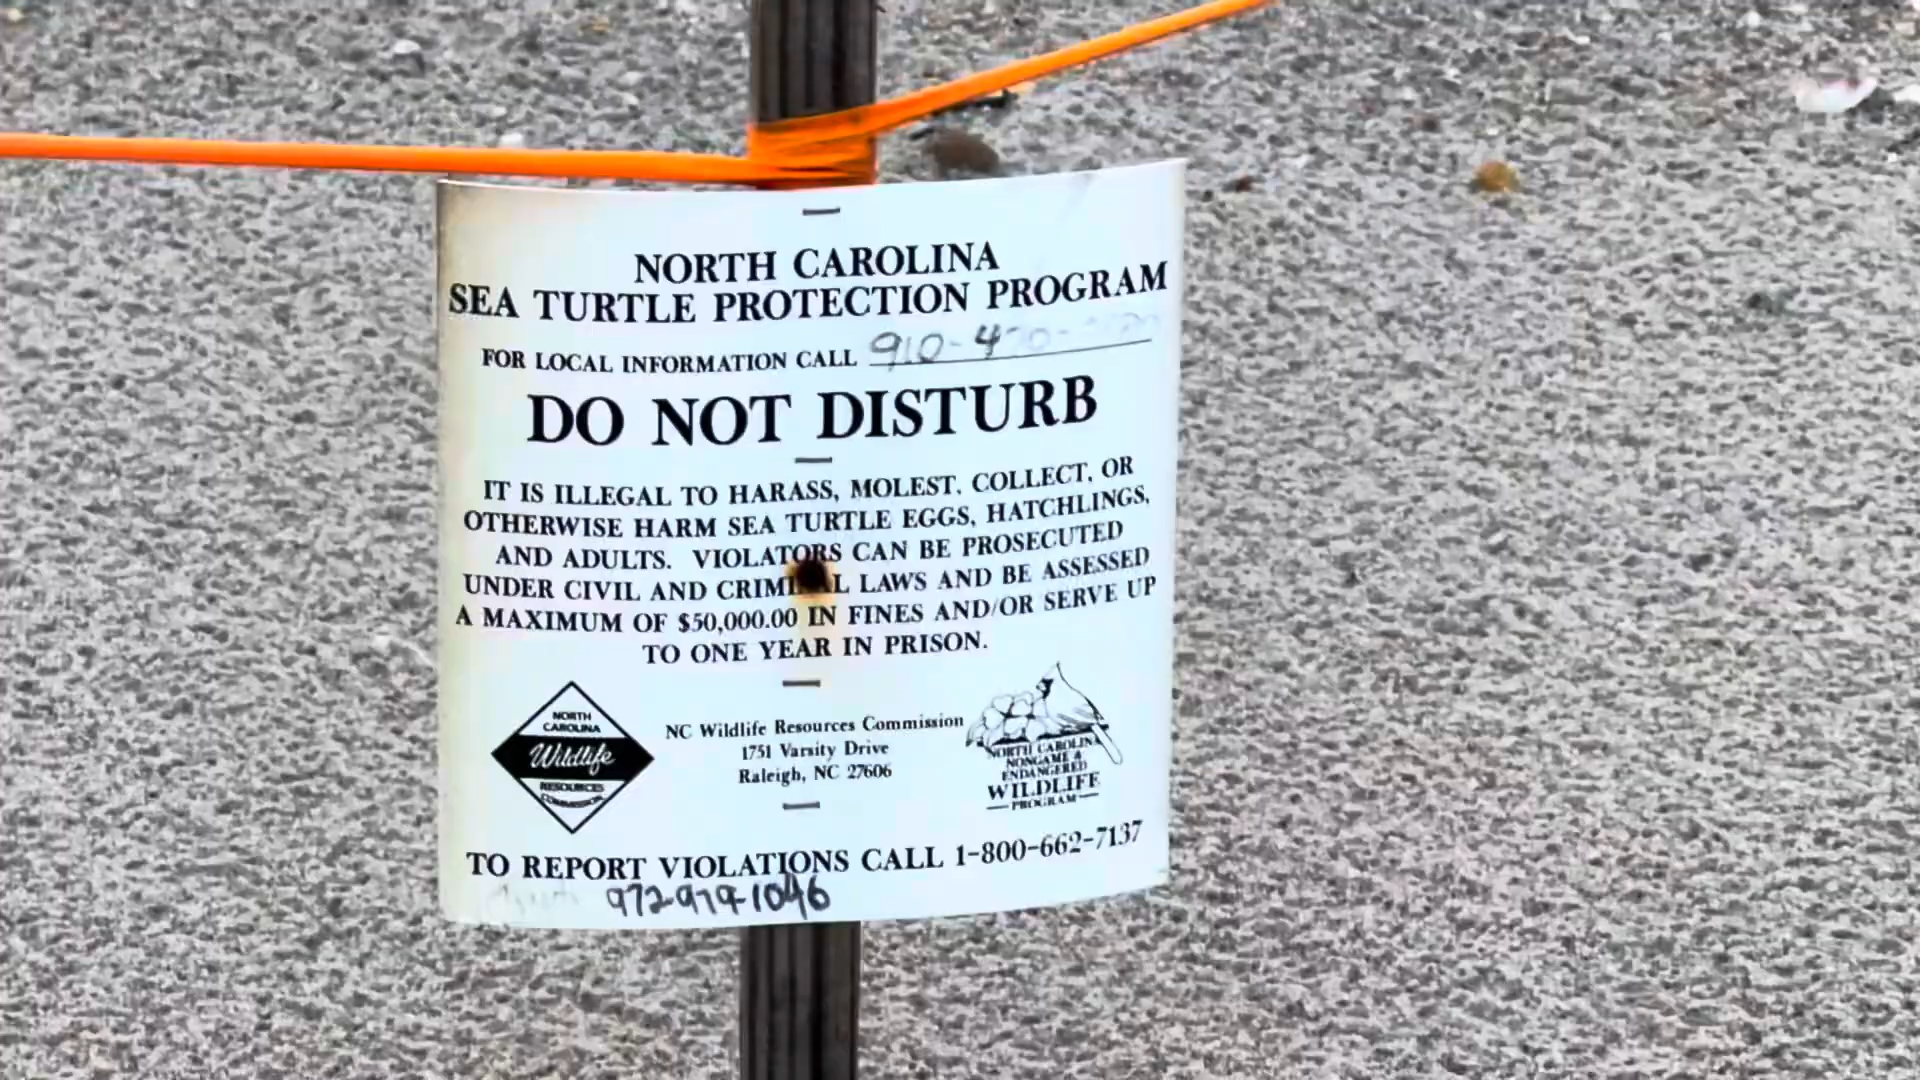 NORTH CAROLINA
SEA TURTLE PROTECTION PROGRAM
FOR LOCAL INFORMATION CALL 910-4
DO NOT DISTURB
IT IS ILLEGAL TO HARASS, MOLEST, COLLECT, OR
OTHERWISE HARM SEA TURTLE EGGS, HATCHLINGS,
AND ADULTS. VIOLATORS CAN BE PROSECUTED
UNDER CIVIL AND CRIMINAL LAWS AND BE ASSESSED
A MAXIMUM OF $50,000.00 IN FINES AND/OR SERVE UP
TO ONE YEAR IN PRISON.
NORTH
CAROLINA
Wildlife
RESOURCES
COMMISSION
NC Wildlife Resources Commission
1751 Varsity Drive
Raleigh, NC 27606
NORTH CAROLINA
NONGAME &
ENDANGERED
WILDLIFE
PROGRAM
TO REPORT VIOLATIONS CALL 1-800-662-7137
972-979-1046